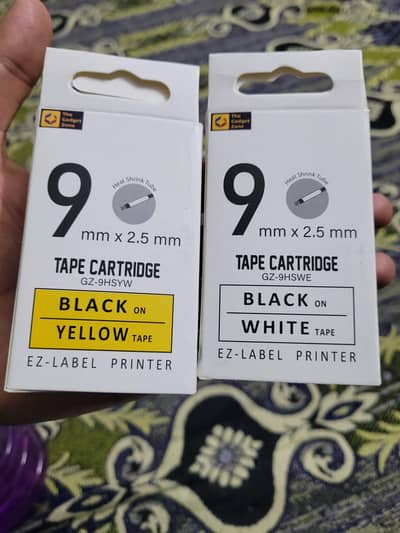 The
Gadget
Zone
9
Heat Shrink Tube
mm x 2.5 mm
TAPE CARTRIDGE
GZ-9HSYW
BLACK ON
YELLOW TAPE
EZ-LABEL PRINTER
The
Gadget
Zone
9
Heat Shrink Tube
mm x 2.5 mm
TAPE CARTRIDGE
GZ-9HSWE
BLACK ON
WHITE TAPE
EZ-LABEL PRINTER